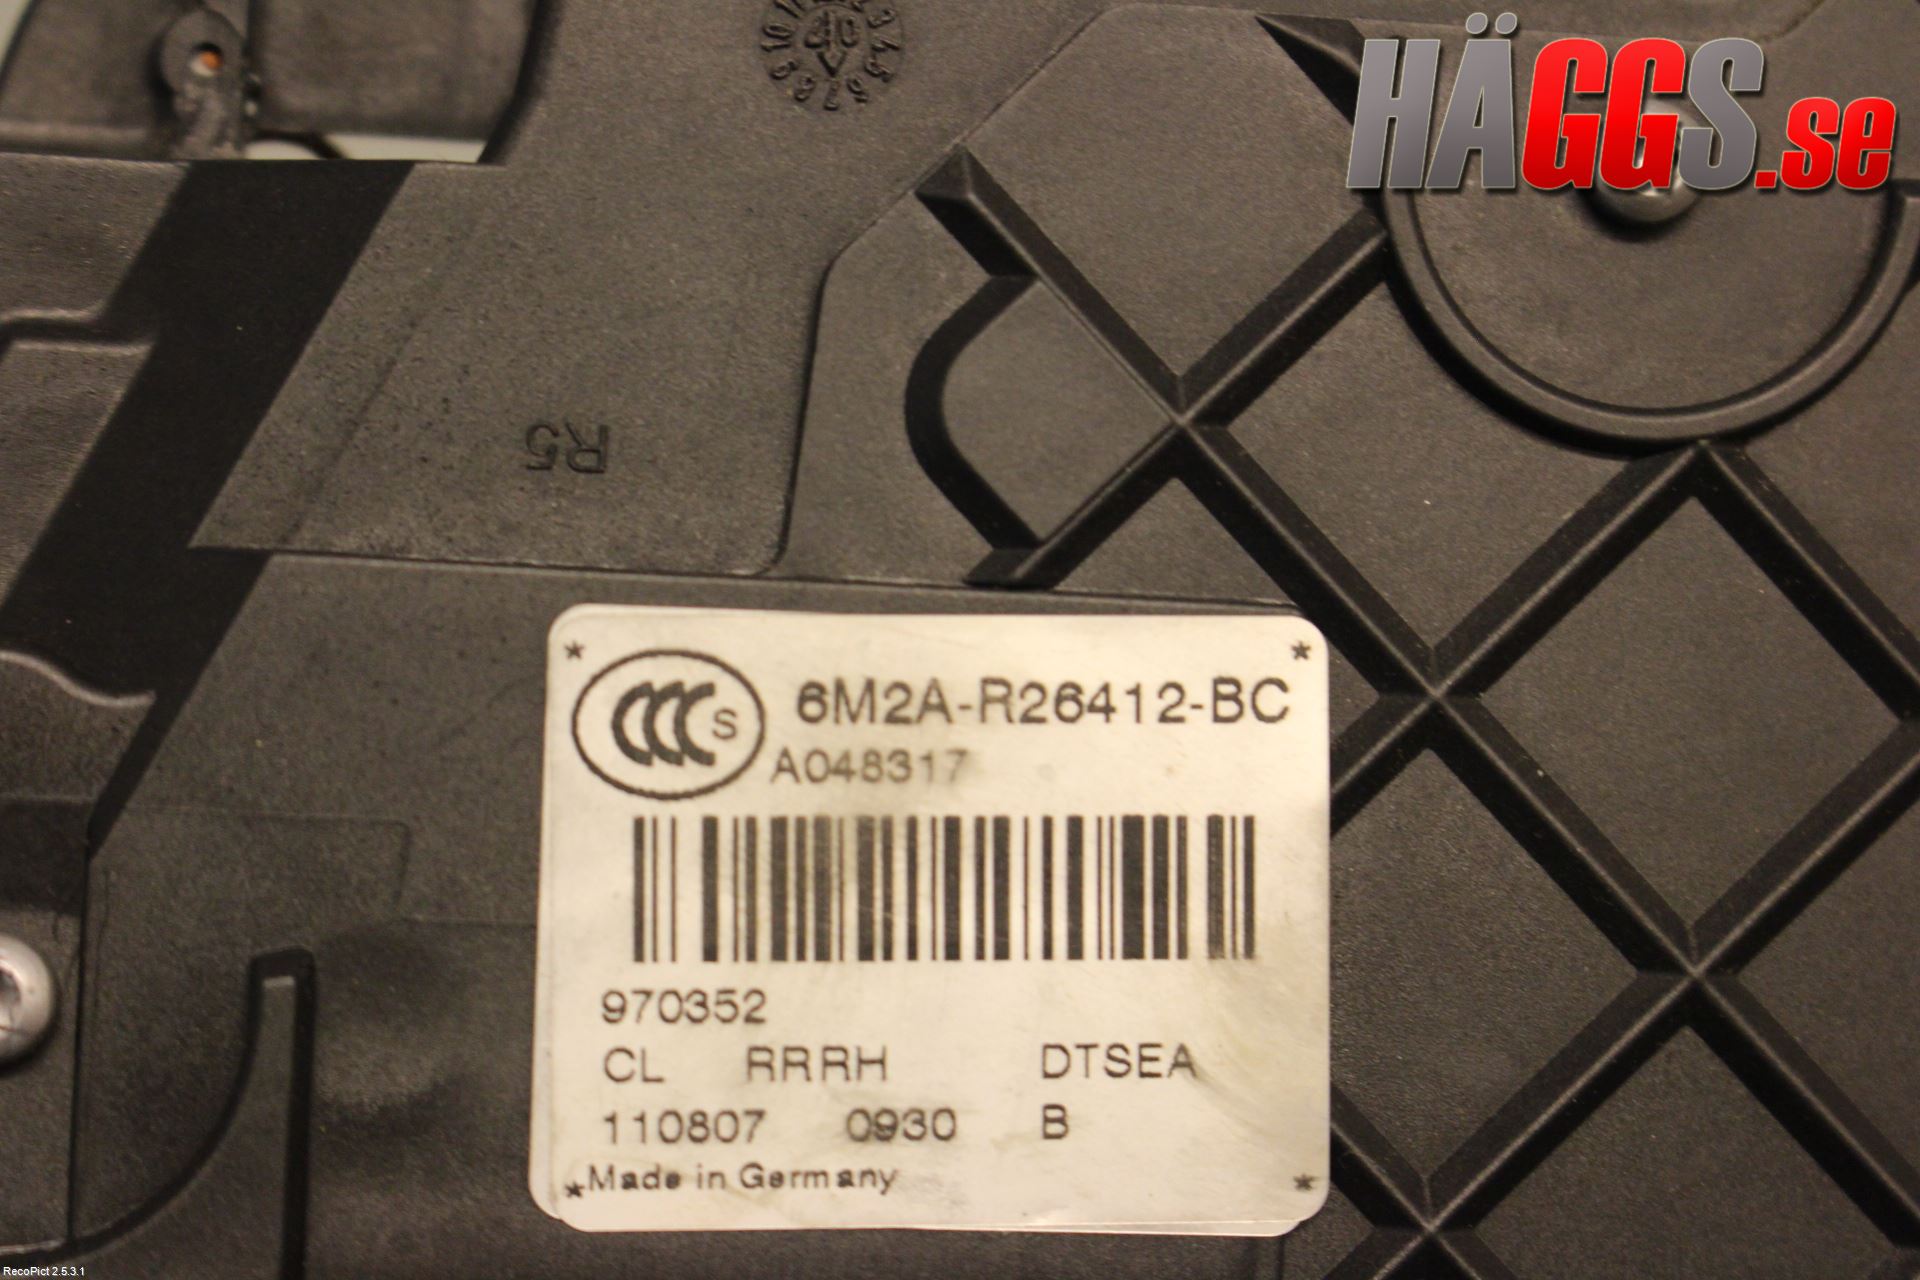 HÄGGS.se
R5
CCC S
6M2A-R26412-BC
A048317
970352
CL RRRH DTSEA
110807 0930 B
Made in Germany
RecoPict 2.5.3.1